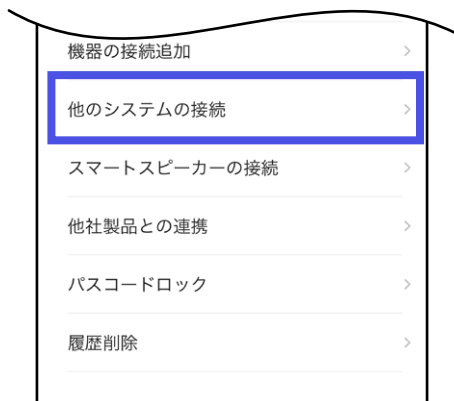 機器の接続追加
他のシステムの接続
スマートスピーカーの接続
他社製品との連携
パスコードロック
履歴削除